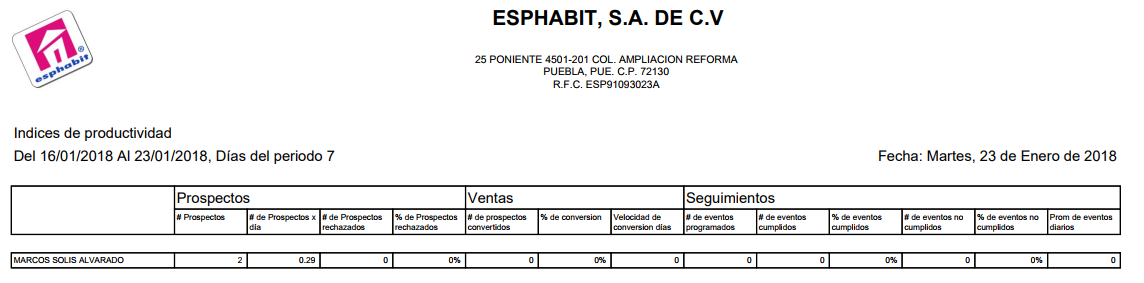 ESPHABIT, S.A. DE C.V
esphabit®
25 PONIENTE 4501-201 COL. AMPLIACION REFORMA
PUEBLA, PUE. C.P. 72130
R.F.C. ESP91093023A
Indices de productividad
Del 16/01/2018 Al 23/01/2018, Días del periodo 7
Fecha: Martes, 23 de Enero de 2018
Prospectos Ventas Seguimientos
# Prospectos # de Prospectos x día # de Prospectos rechazados % de Prospectos rechazados # de prospectos convertidos % de conversion Velocidad de conversion días # de eventos programados # de eventos cumplidos % de eventos cumplidos # de eventos no cumplidos % de eventos no cumplidos Prom de eventos diarios
MARCOS SOLIS ALVARADO 2 0.29 0 0% 0 0% 0 0 0 0% 0 0% 0